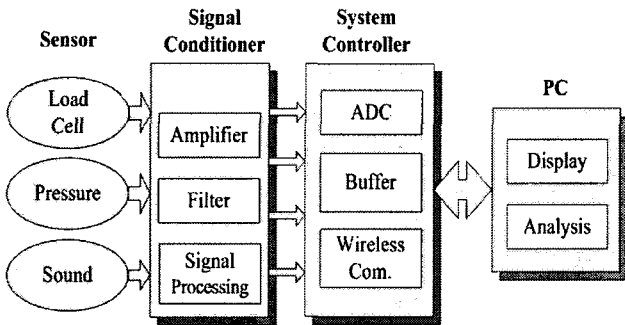 Sensor
Signal
Conditioner
System
Controller
PC
Load
Cell
Pressure
Sound
Amplifier
Filter
Signal
Processing
ADC
Buffer
Wireless
Com.
Display
Analysis